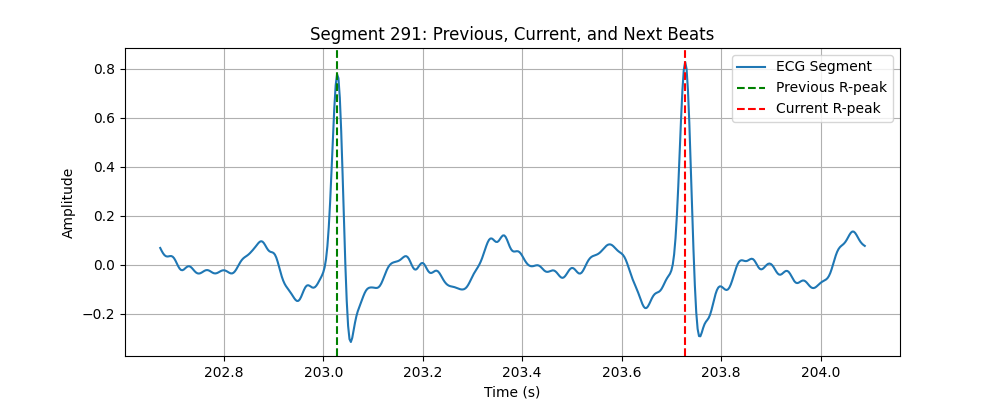 Segment 291: Previous, Current, and Next Beats
ECG Segment
Previous R-peak
Current R-peak
Amplitude
0.8
0.6
0.4
0.2
0.0
−0.2
202.8
203.0
203.2
203.4
203.6
203.8
204.0
Time (s)